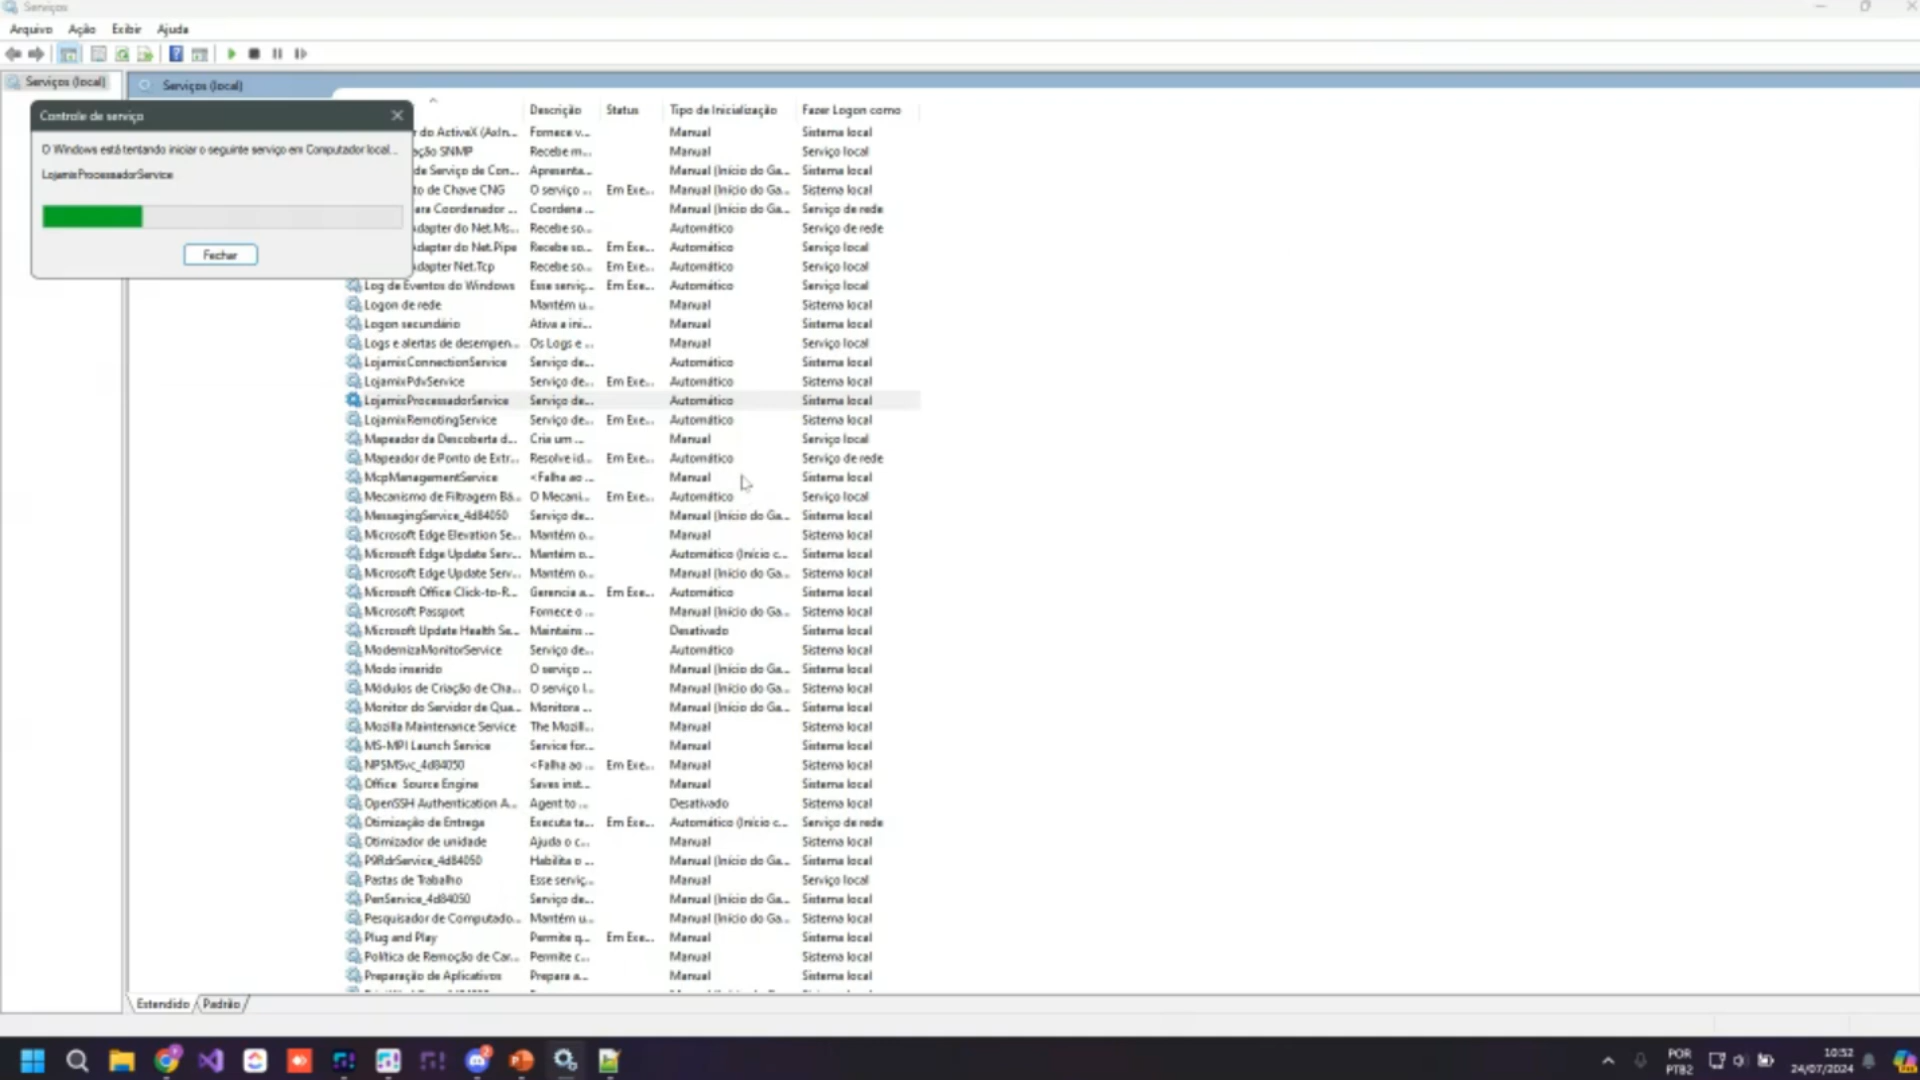 Serviços
Arquivo Ação Exibir Ajuda
Serviços (local)
Serviços (local)
Controle de serviço
O Windows está tentando iniciar o seguinte serviço em Computador local...
LojamixProcessadorService
Fechar
Descrição Status Tipo de Inicialização Fazer Logon como
r do ActiveX (AxIn... Fornece v... Manual Sistema local
ação SNMP Recebe m... Manual Serviço local
de Serviço de Con... Apresenta... Manual (Início do Ga... Sistema local
to de Chave CNG O serviço ... Em Exe... Manual (Início do Ga... Sistema local
ara Coordenador ... Coordena ... Manual (Início do Ga... Serviço de rede
Adapter do Net.Ms... Recebe so... Automático Serviço de rede
Adapter do Net.Pipe Recebe so... Em Exe... Automático Serviço local
Adapter Net.Tcp Recebe so... Em Exe... Automático Serviço local
Log de Eventos do Windows Esse serviç... Em Exe... Automático Serviço local
Logon de rede Mantém u... Manual Sistema local
Logon secundário Ativa a ini... Manual Sistema local
Logs e alertas de desempen... Os Logs e ... Manual Serviço local
LojamixConnectionService Serviço de... Automático Sistema local
LojamixPdvService Serviço de... Em Exe... Automático Sistema local
LojamixProcessadorService Serviço de... Automático Sistema local
LojamixRemotingService Serviço de... Em Exe... Automático Sistema local
Mapeador da Descoberta d... Cria um ... Manual Serviço local
Mapeador de Ponto de Extr... Resolve id... Em Exe... Automático Serviço de rede
McpManagementService <Falha ao ... Manual Sistema local
Mecanismo de Filtragem Bá... O Mecani... Em Exe... Automático Serviço local
MessagingService_4d84050 Serviço de... Manual (Início do Ga... Sistema local
Microsoft Edge Elevation Se... Mantém o... Manual Sistema local
Microsoft Edge Update Serv... Mantém o... Automático (Início c... Sistema local
Microsoft Edge Update Serv... Mantém o... Manual (Início do Ga... Sistema local
Microsoft Office Click-to-R... Gerencia a... Em Exe... Automático Sistema local
Microsoft Passport Fornece o ... Manual (Início do Ga... Sistema local
Microsoft Update Health Se... Maintains ... Desativado Sistema local
ModernizaMonitorService Serviço de... Automático Sistema local
Modo inserido O serviço ... Manual (Início do Ga... Sistema local
Módulos de Criação de Cha... O serviço I... Manual (Início do Ga... Sistema local
Monitor do Servidor de Qua... Monitora ... Manual (Início do Ga... Sistema local
Mozilla Maintenance Service The Mozill... Manual Sistema local
MS-MPI Launch Service Service for... Manual Sistema local
NPSMSvc_4d84050 <Falha ao ... Em Exe... Manual Sistema local
Office Source Engine Saves inst... Manual Sistema local
OpenSSH Authentication A... Agent to ... Desativado Sistema local
Otimização de Entrega Executa ta... Em Exe... Automático (Início c... Serviço de rede
Otimizador de unidade Ajuda o c... Manual Sistema local
P9RdrService_4d84050 Habilita o ... Manual (Início do Ga... Sistema local
Pastas de Trabalho Esse serviç... Manual Serviço local
PenService_4d84050 Serviço de... Manual (Início do Ga... Sistema local
Pesquisador de Computado... Mantém u... Manual (Início do Ga... Sistema local
Plug and Play Permite q... Em Exe... Manual Sistema local
Política de Remoção de Car... Permite c... Manual Sistema local
Preparação de Aplicativos Prepara a... Manual Sistema local
Estendido Padrão
POR
PTB2
10:52
24/07/2024